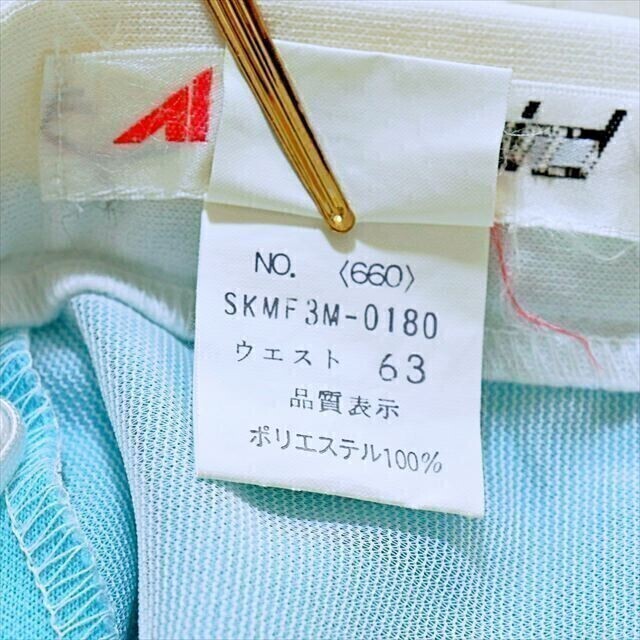 NO. 〈660〉
SKMF3M-0180
ウエスト 63
品質表示
ポリエステル100%